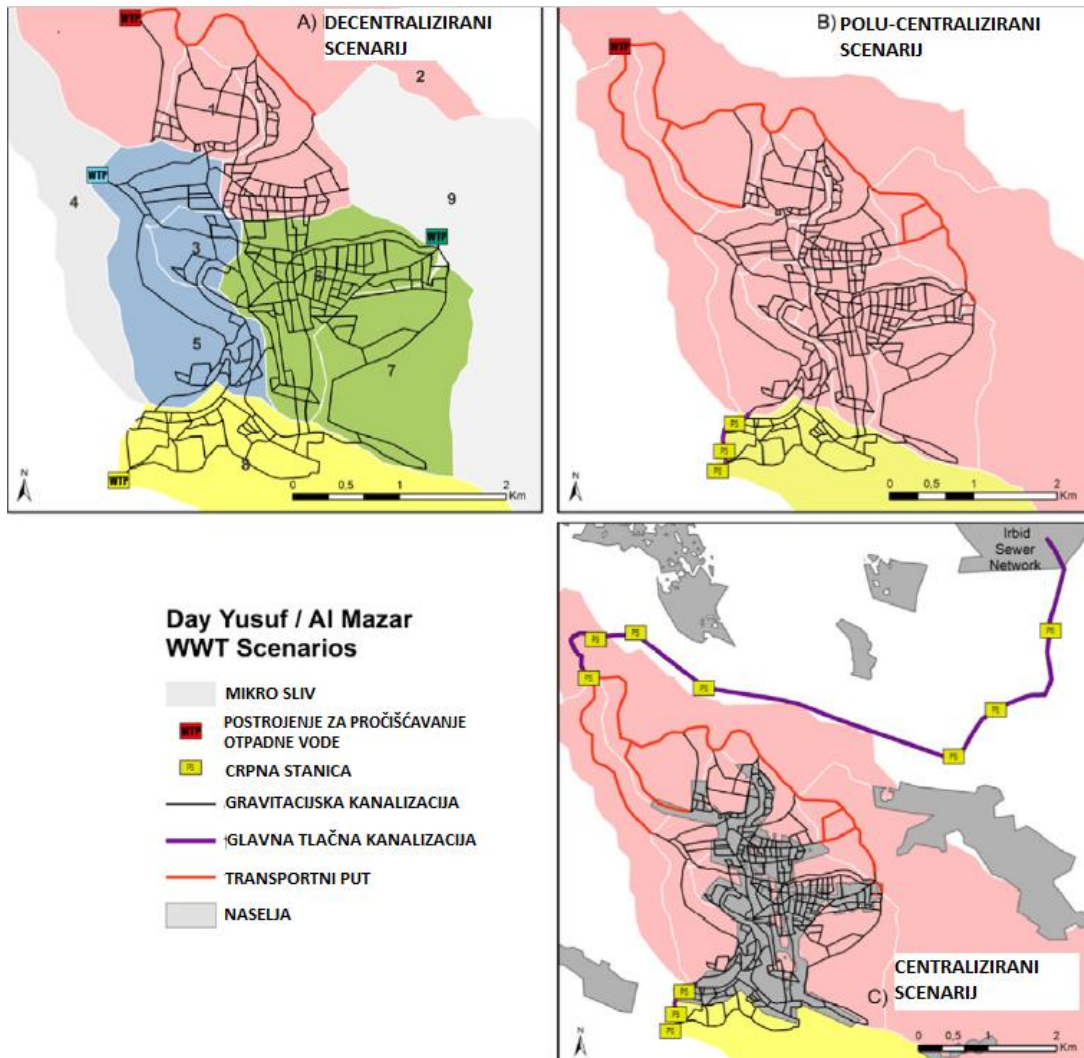 A) DECENTRALIZIRANI
SCENARIJ
WTP
2
1
WTP
4
9
3
WTP
6
5
7
8
WTP
N
0 0,5 1 2
Km
B) POLU-CENTRALIZIRANI
SCENARIJ
WTP
PS
PS
PS
N
0 0,5 1 2
Km
Day Yusuf / Al Mazar
WWT Scenarios
MIKRO SLIV
WTP POSTROJENJE ZA PROČIŠĆAVANJE
OTPADNE VODE
PS CRPNA STANICA
GRAVITACIJSKA KANALIZACIJA
GLAVNA TLAČNA KANALIZACIJA
TRANSPORTNI PUT
NASELJA
Irbid
Sewer
Network
PS
PS
PS
PS
PS
PS
PS
PS
PS
PS
C) CENTRALIZIRANI
SCENARIJ
N
0 0,5 1 2
Km